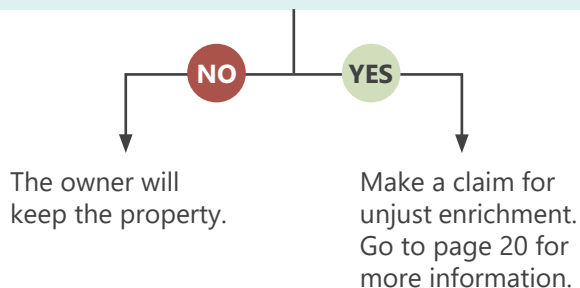 NO
YES
The owner will
keep the property.
Make a claim for
unjust enrichment.
Go to page 20 for
more information.